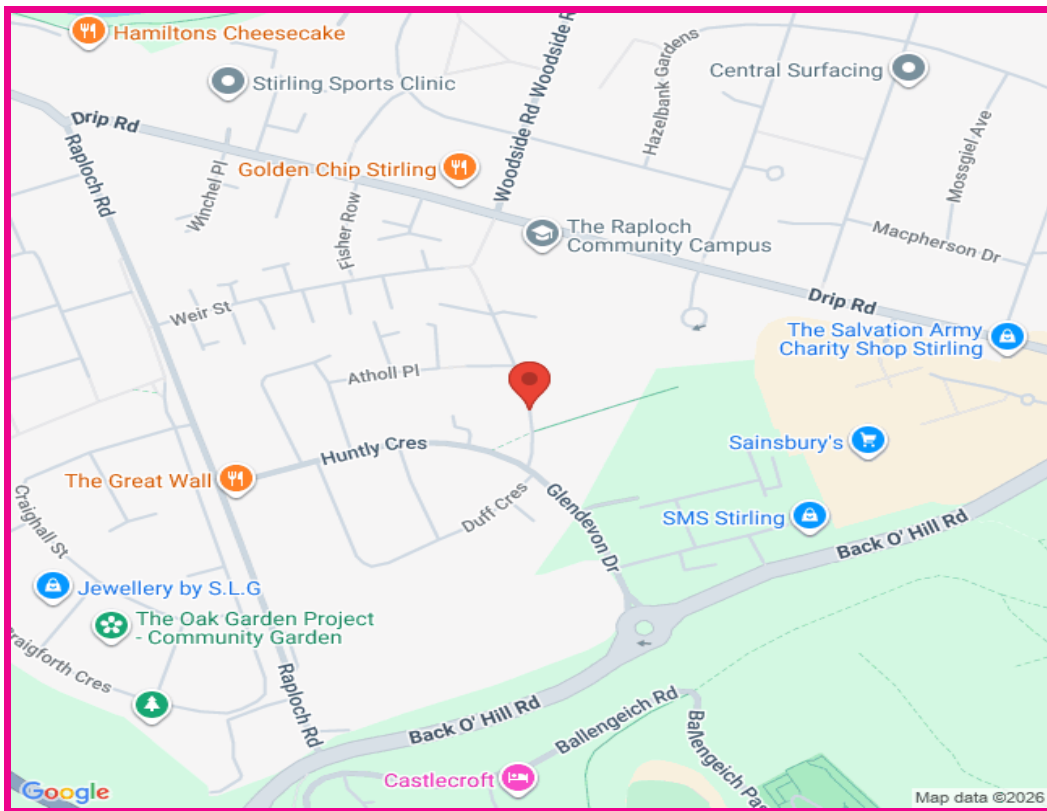 Hamiltons Cheesecake
Stirling Sports Clinic
Woodside Rd
Woodside R
Hazelbank Gardens
Central Surfacing
Drip Rd
Raploch Rd
Winchel Pl
Golden Chip Stirling
Fisher Row
The Raploch
Community Campus
Mossgiel Ave
Macpherson Dr
Drip Rd
Weir St
The Salvation Army
Charity Shop Stirling
Atholl Pl
Huntly Cres
Sainsbury's
The Great Wall
Craighall St
Duff Cres
Glendevon Dr
SMS Stirling
Back O' Hill Rd
Jewellery by S.L.G
The Oak Garden Project
- Community Garden
Craigforth Cres
Raploch Rd
Back O' Hill Rd
Ballengeich Rd
Ballengeich Pas
Castlecroft
Google
Map data ©2026